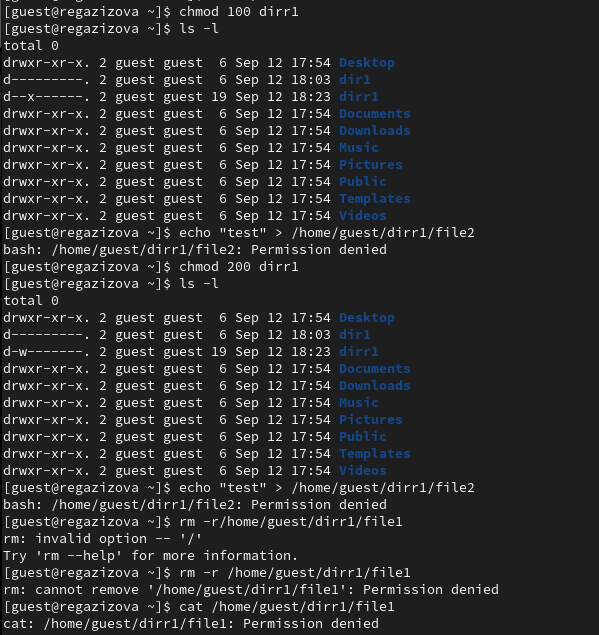 [guest@regazizova ~]$ chmod 100 dirr1
[guest@regazizova ~]$ ls -l
total 0
drwxr-xr-x. 2 guest guest  6 Sep 12 17:54 Desktop
d---------. 2 guest guest  6 Sep 12 18:03 dir1
d--x------. 2 guest guest 19 Sep 12 18:23 dirr1
drwxr-xr-x. 2 guest guest  6 Sep 12 17:54 Documents
drwxr-xr-x. 2 guest guest  6 Sep 12 17:54 Downloads
drwxr-xr-x. 2 guest guest  6 Sep 12 17:54 Music
drwxr-xr-x. 2 guest guest  6 Sep 12 17:54 Pictures
drwxr-xr-x. 2 guest guest  6 Sep 12 17:54 Public
drwxr-xr-x. 2 guest guest  6 Sep 12 17:54 Templates
drwxr-xr-x. 2 guest guest  6 Sep 12 17:54 Videos
[guest@regazizova ~]$ echo "test" > /home/guest/dirr1/file2
bash: /home/guest/dirr1/file2: Permission denied
[guest@regazizova ~]$ chmod 200 dirr1
[guest@regazizova ~]$ ls -l
total 0
drwxr-xr-x. 2 guest guest  6 Sep 12 17:54 Desktop
d---------. 2 guest guest  6 Sep 12 18:03 dir1
d-w-------. 2 guest guest 19 Sep 12 18:23 dirr1
drwxr-xr-x. 2 guest guest  6 Sep 12 17:54 Documents
drwxr-xr-x. 2 guest guest  6 Sep 12 17:54 Downloads
drwxr-xr-x. 2 guest guest  6 Sep 12 17:54 Music
drwxr-xr-x. 2 guest guest  6 Sep 12 17:54 Pictures
drwxr-xr-x. 2 guest guest  6 Sep 12 17:54 Public
drwxr-xr-x. 2 guest guest  6 Sep 12 17:54 Templates
drwxr-xr-x. 2 guest guest  6 Sep 12 17:54 Videos
[guest@regazizova ~]$ echo "test" > /home/guest/dirr1/file2
bash: /home/guest/dirr1/file2: Permission denied
[guest@regazizova ~]$ rm -r/home/guest/dirr1/file1
rm: invalid option -- '/'
Try 'rm --help' for more information.
[guest@regazizova ~]$ rm -r /home/guest/dirr1/file1
rm: cannot remove '/home/guest/dirr1/file1': Permission denied
[guest@regazizova ~]$ cat /home/guest/dirr1/file1
cat: /home/guest/dirr1/file1: Permission denied